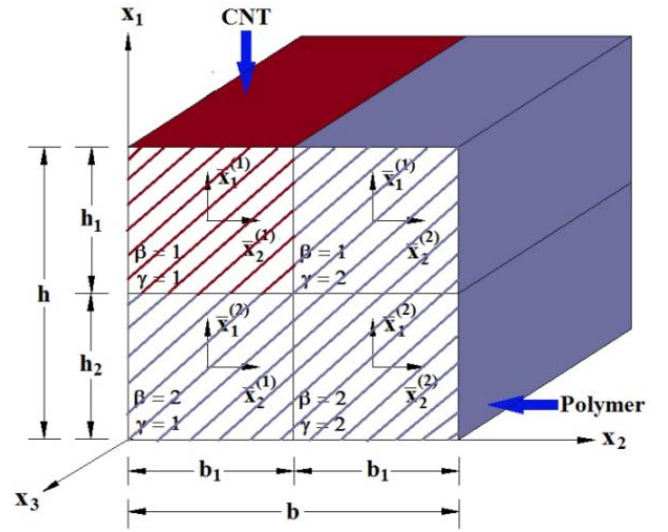 x₁
CNT
h
h₁
x̄₁⁽¹⁾
x̄₂⁽¹⁾
β = 1
γ = 1
x̄₁⁽¹⁾
x̄₂⁽²⁾
β = 1
γ = 2
h₂
x̄₁⁽²⁾
x̄₂⁽¹⁾
β = 2
γ = 1
x̄₁⁽²⁾
x̄₂⁽²⁾
β = 2
γ = 2
Polymer
x₂
x₃
b₁
b₁
b